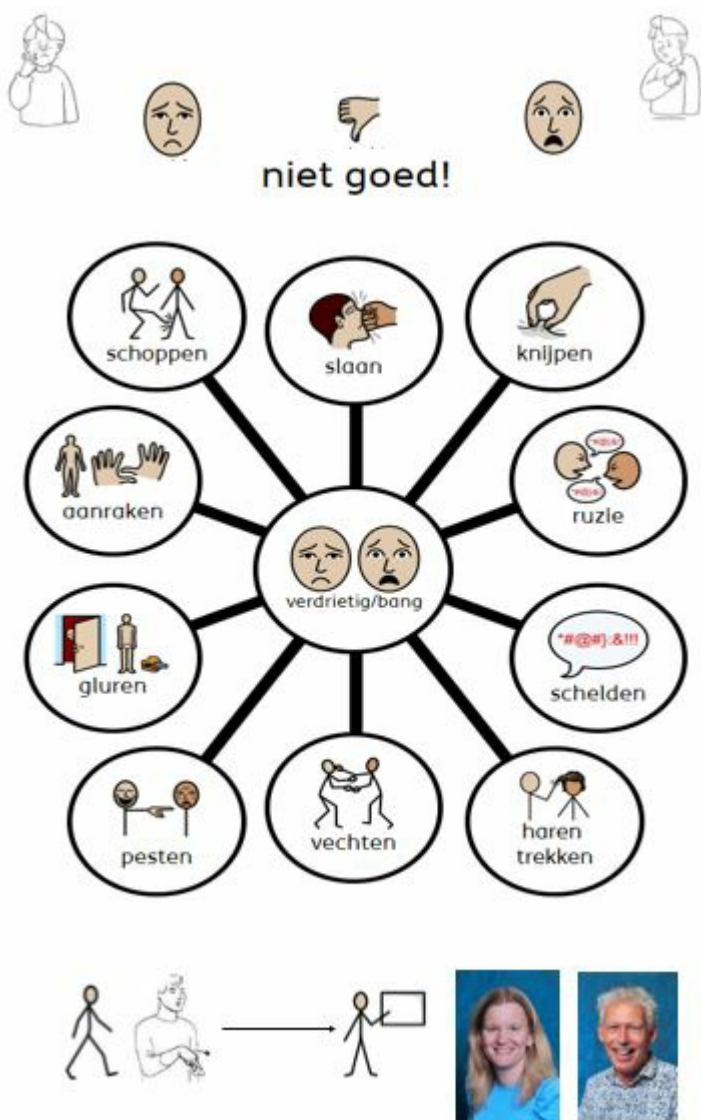 niet goed!
schoppen
slaan
knijpen
aanraken
ruzie
*@#!
*#@!
verdrietig/bang
gluren
*#@#}:&!!!
schelden
pesten
vechten
haren
trekken